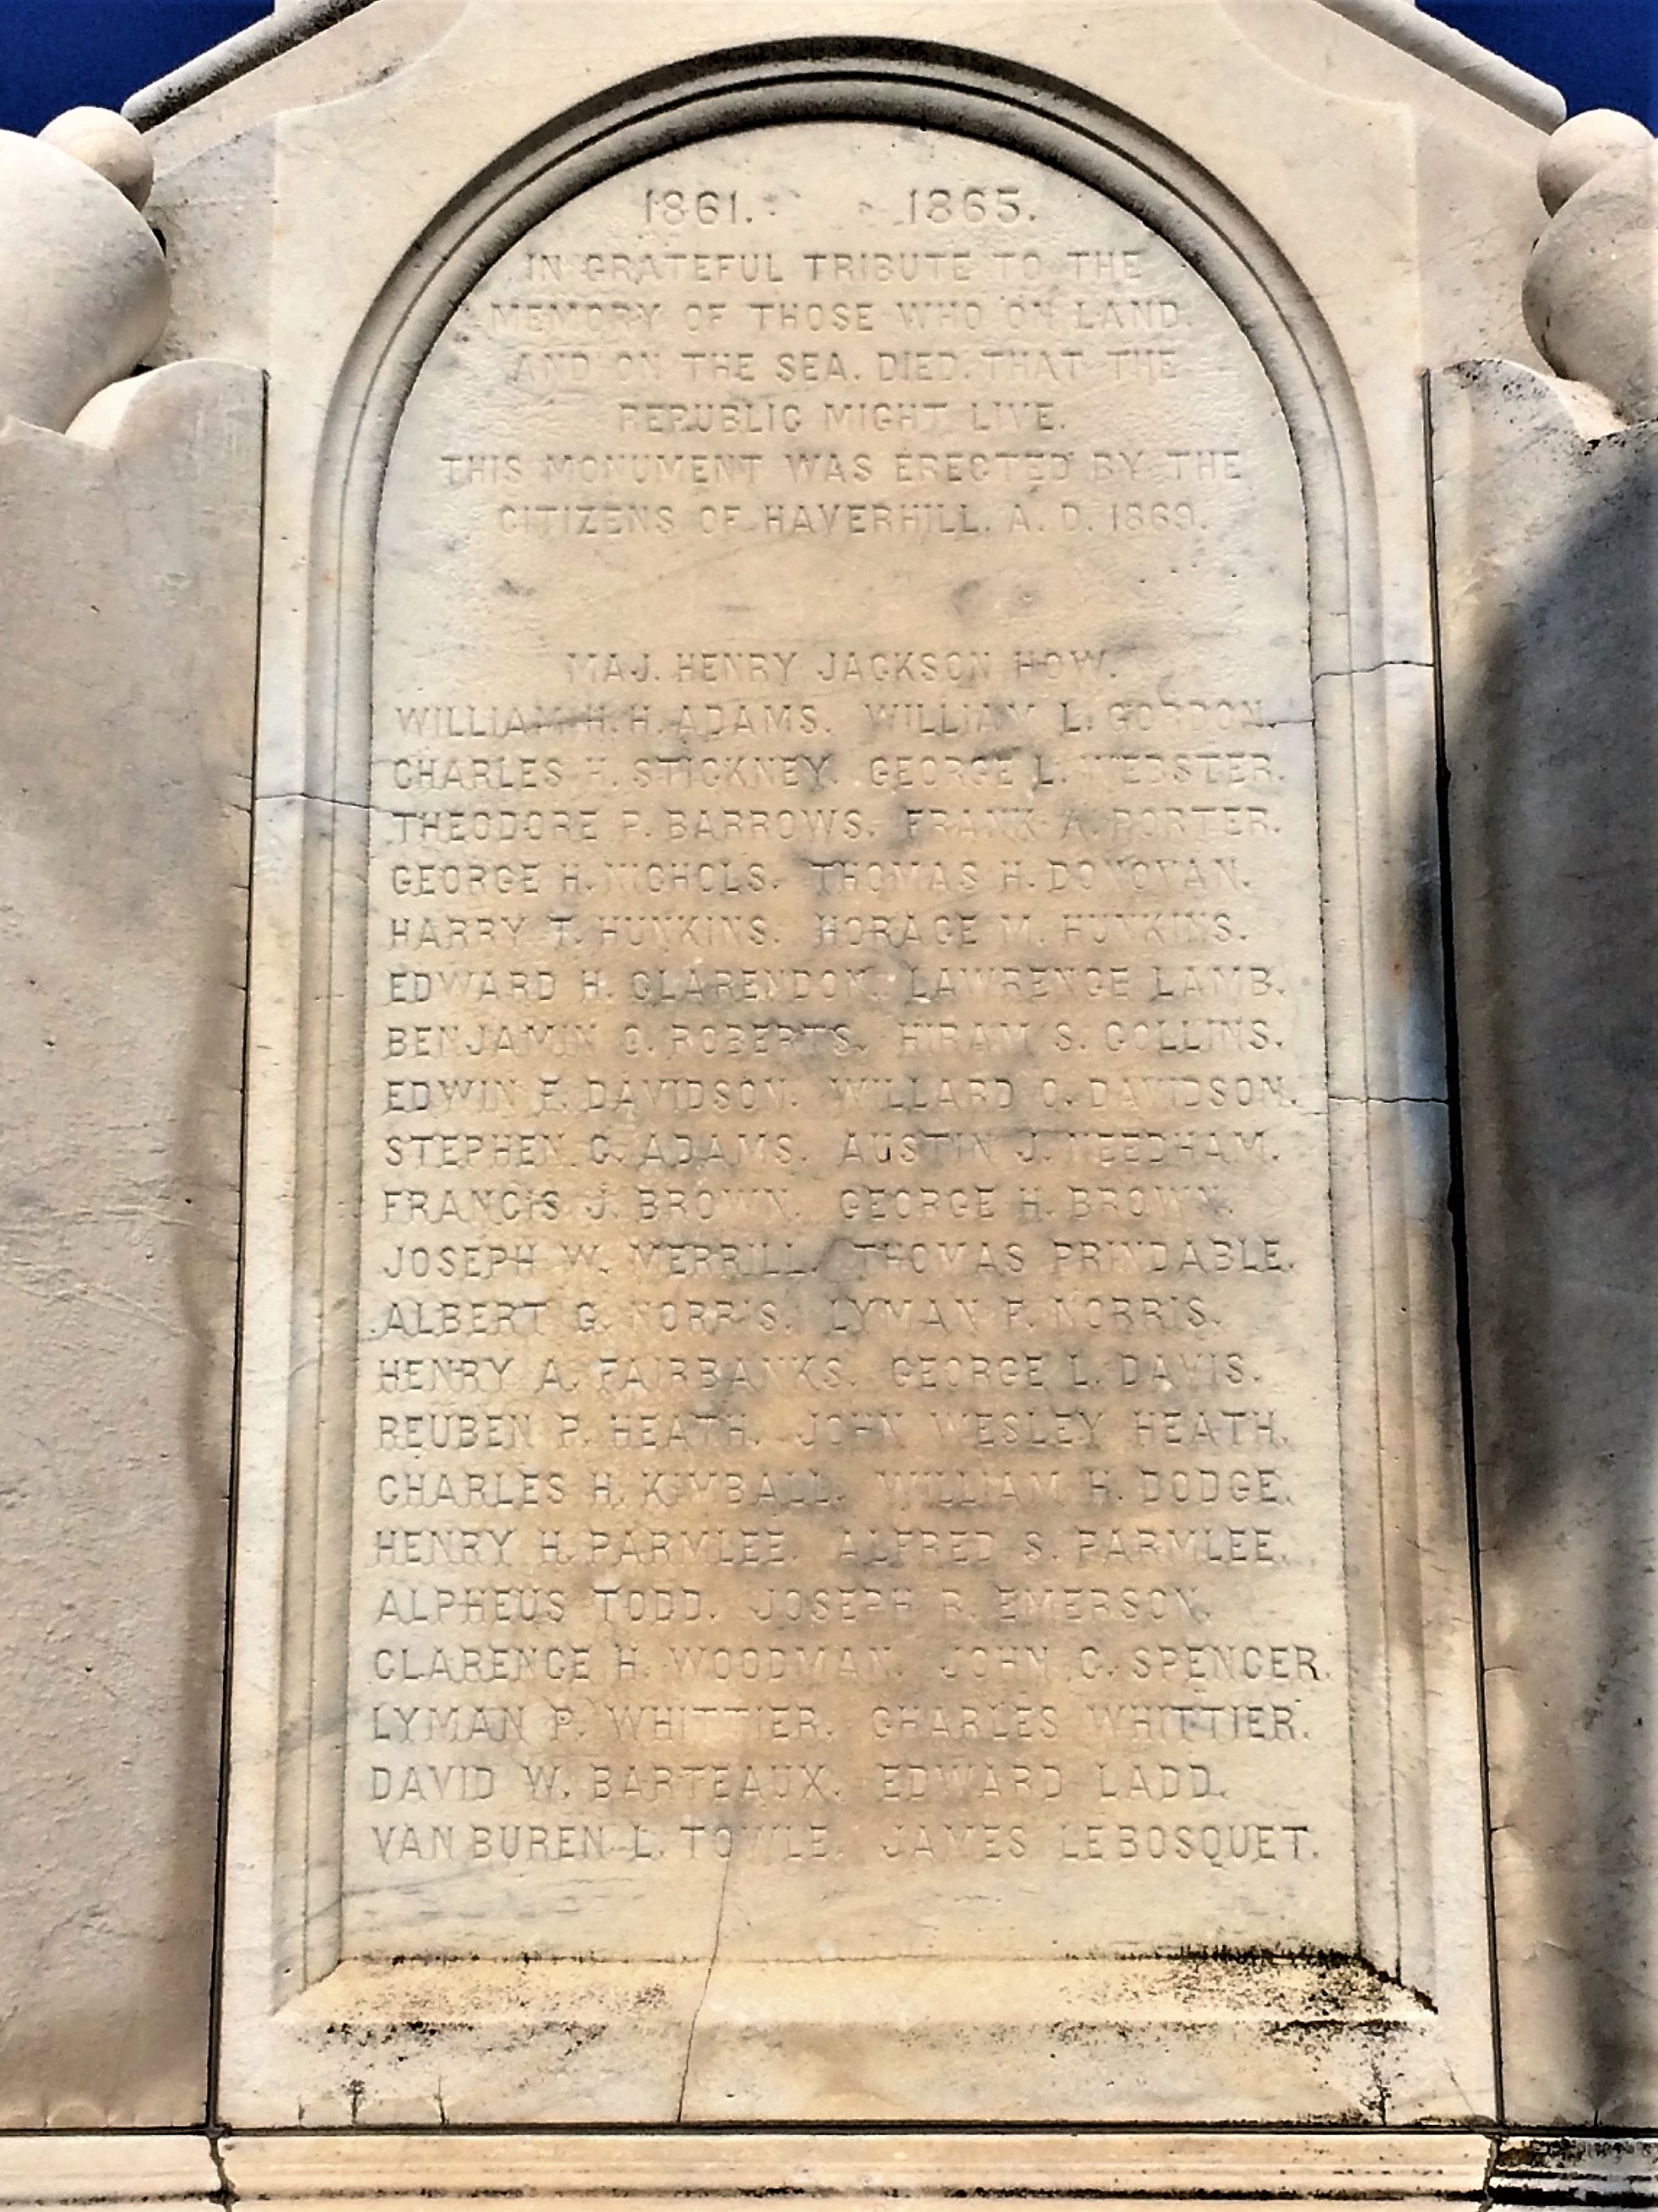 1861. 1865.
IN GRATEFUL TRIBUTE TO THE
MEMORY OF THOSE WHO ON LAND
AND ON THE SEA. DIED. THAT THE
REPUBLIC MIGHT LIVE.
THIS MONUMENT WAS ERECTED BY THE
CITIZENS OF HAVERHILL. A. D. 1869.
MAJ. HENRY JACKSON HOW.
WILLIAM H. H. ADAMS. WILLIAM L. GORDON.
CHARLES H. STICKNEY. GEORGE L. WEBSTER.
THEODORE P. BARROWS. FRANK A. PORTER.
GEORGE H. NICHOLS. THOMAS H. DONOVAN.
HARRY T. HUNKINS. HORACE M. HUNKINS.
EDWARD H. CLARENDON. LAWRENCE LAMB.
BENJAMIN O. ROBERTS. HIRAM S. COLLINS.
EDWIN F. DAVIDSON. WILLARD C. DAVIDSON.
STEPHEN C. ADAMS. AUSTIN J. NEEDHAM.
FRANCIS J. BROWN. GEORGE H. BROWN.
JOSEPH W. MERRILL. THOMAS PRINDABLE.
ALBERT G. NORRIS. LYMAN F. NORRIS.
HENRY A. FAIRBANKS. GEORGE L. DAVIS.
REUBEN P. HEATH. JOHN WESLEY HEATH.
CHARLES H. KIMBALL. WILLIAM H. DODGE.
HENRY H. PARMLEE. ALFRED S. PARMLEE.
ALPHEUS TODD. JOSEPH R. EMERSON.
CLARENCE H. WOODMAN. JOHN C. SPENCER.
LYMAN P. WHITTIER. CHARLES WHITTIER.
DAVID W. BARTEAUX. EDWARD LADD.
VAN BUREN L. TOWLE. JAMES LEBOSQUET.